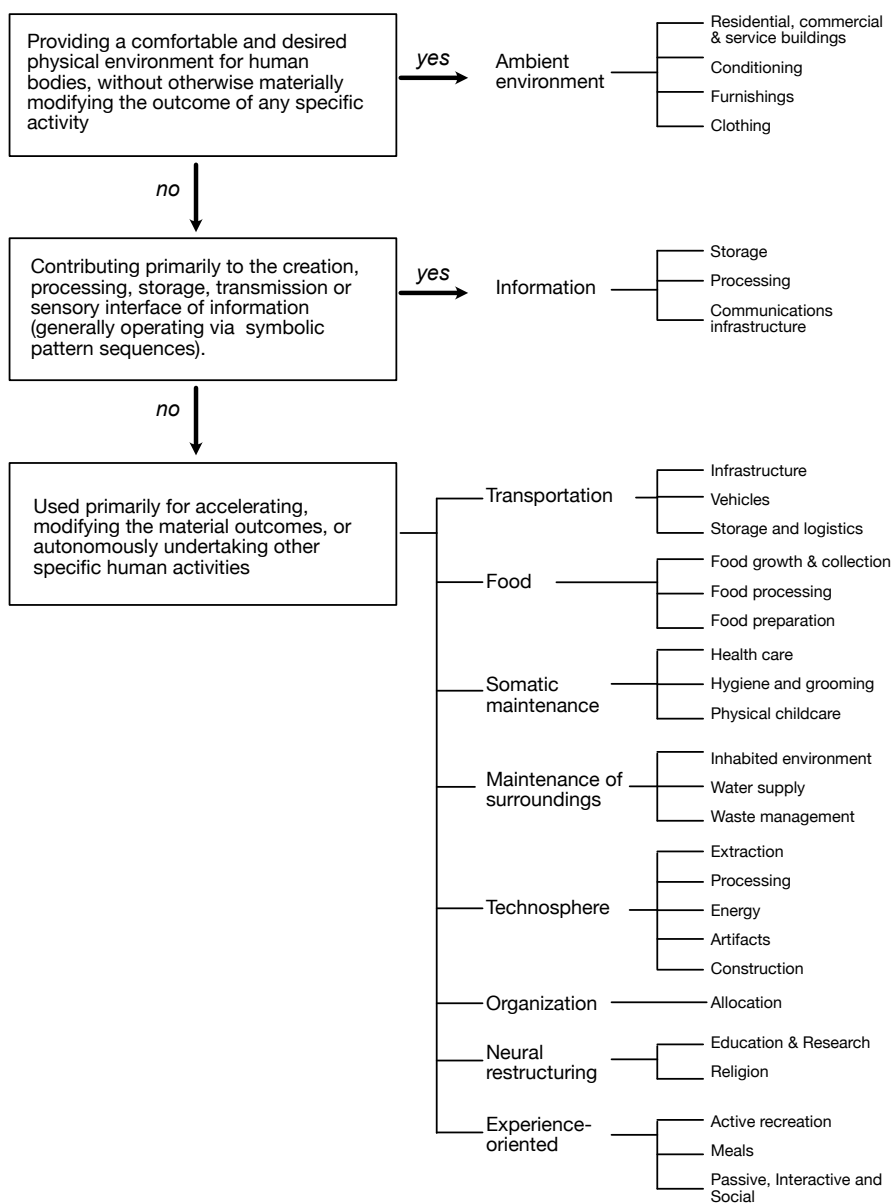 Providing a comfortable and desired
physical environment for human
bodies, without otherwise materially
modifying the outcome of any specific
activity
yes
Ambient
environment
Residential, commercial
& service buildings
Conditioning
Furnishings
Clothing
no
Contributing primarily to the creation,
processing, storage, transmission or
sensory interface of information
(generally operating via symbolic
pattern sequences).
yes
Information
Storage
Processing
Communications
infrastructure
no
Used primarily for accelerating,
modifying the material outcomes, or
autonomously undertaking other
specific human activities
Transportation
Infrastructure
Vehicles
Storage and logistics
Food
Food growth & collection
Food processing
Food preparation
Somatic
maintenance
Health care
Hygiene and grooming
Physical childcare
Maintenance of
surroundings
Inhabited environment
Water supply
Waste management
Technosphere
Extraction
Processing
Energy
Artifacts
Construction
Organization
Allocation
Neural
restructuring
Education & Research
Religion
Experience-
oriented
Active recreation
Meals
Passive, Interactive and
Social